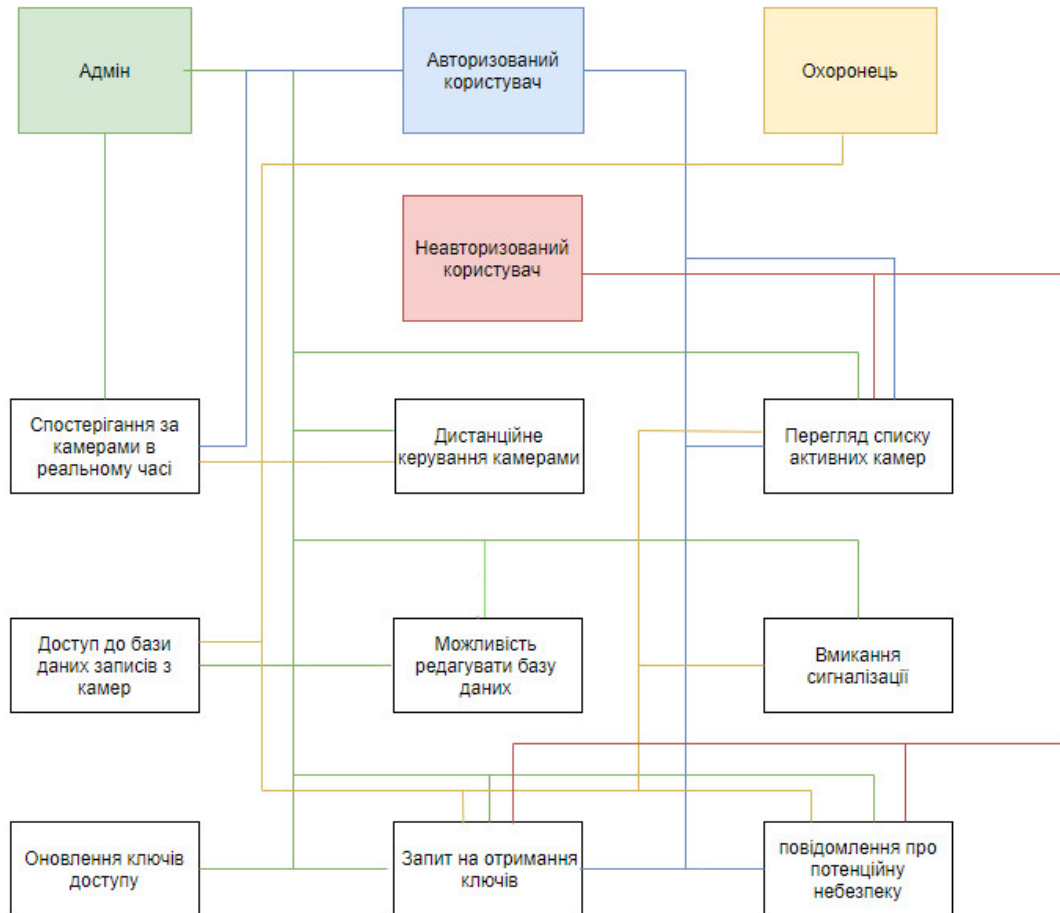 Адмін
Авторизований
користувач
Охоронець
Неавторизований
користувач
Спостерігання за
камерами в
реальному часі
Дистанційне
керування камерами
Перегляд списку
активних камер
Доступ до бази
даних записів з
камер
Можливість
редагувати базу
даних
Вмикання
сигналізації
Оновлення ключів
доступу
Запит на отримання
ключів
повідомлення про
потенційну
небезпеку